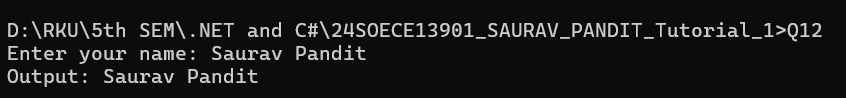 D:\RKU\5th SEM\.NET and C#\24SOECE13901_SAURAV_PANDIT_Tutorial_1>Q12
Enter your name: Saurav Pandit
Output: Saurav Pandit